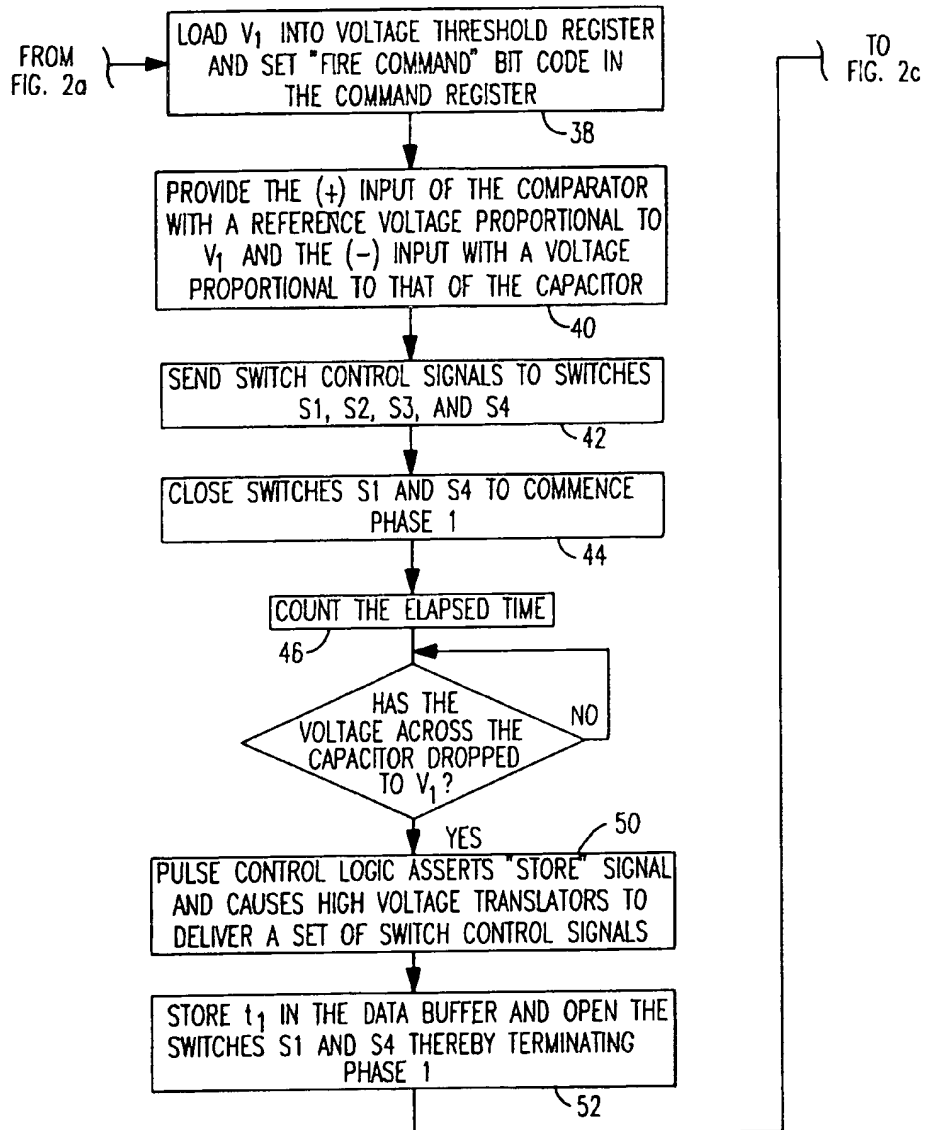 FROM
FIG. 2a
LOAD V1 INTO VOLTAGE THRESHOLD REGISTER
AND SET "FIRE COMMAND" BIT CODE IN
THE COMMAND REGISTER
38
TO
FIG. 2c
PROVIDE THE (+) INPUT OF THE COMPARATOR
WITH A REFERENCE VOLTAGE PROPORTIONAL TO
V1 AND THE (-) INPUT WITH A VOLTAGE
PROPORTIONAL TO THAT OF THE CAPACITOR
40
SEND SWITCH CONTROL SIGNALS TO SWITCHES
S1, S2, S3, AND S4
42
CLOSE SWITCHES S1 AND S4 TO COMMENCE
PHASE 1
44
COUNT THE ELAPSED TIME
46
HAS THE
VOLTAGE ACROSS THE
CAPACITOR DROPPED
TO V1?
NO
YES
50
PULSE CONTROL LOGIC ASSERTS "STORE" SIGNAL
AND CAUSES HIGH VOLTAGE TRANSLATORS TO
DELIVER A SET OF SWITCH CONTROL SIGNALS
STORE t1 IN THE DATA BUFFER AND OPEN THE
SWITCHES S1 AND S4 THEREBY TERMINATING
PHASE 1
52